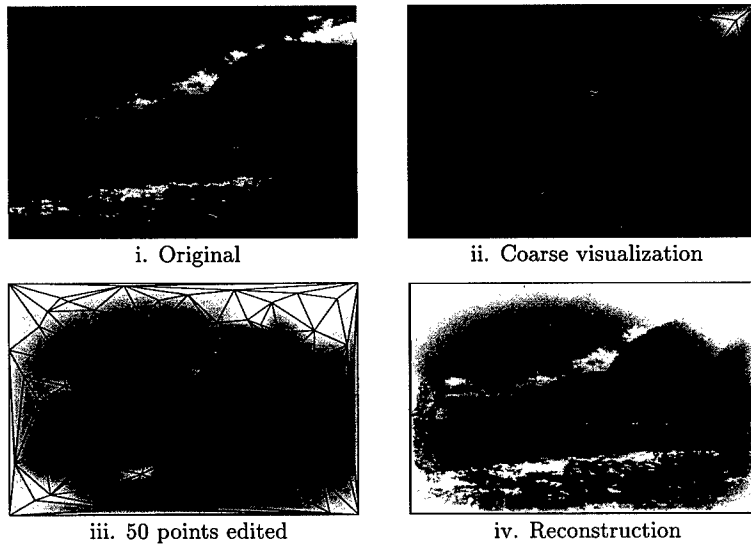 i. Original
ii. Coarse visualization
iii. 50 points edited
iv. Reconstruction